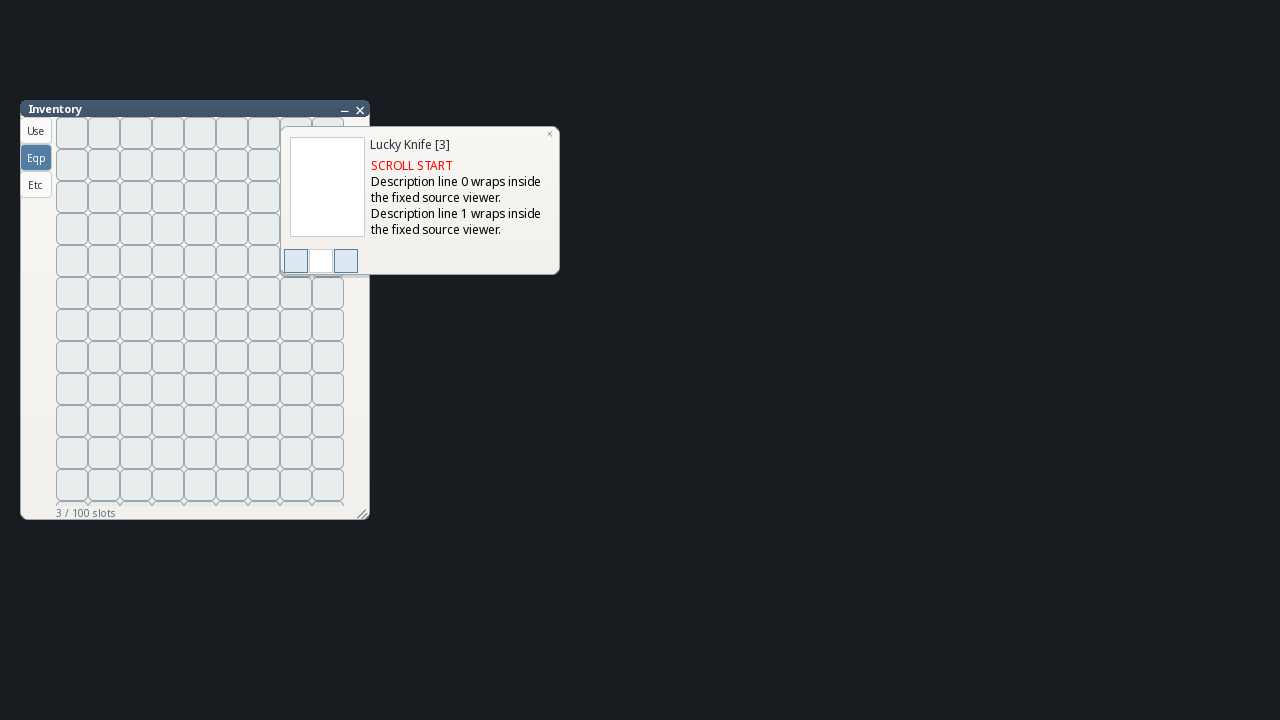 Inventory
Use
Eqp
Etc
Lucky Knife [3]
SCROLL START
Description line 0 wraps inside
the fixed source viewer.
Description line 1 wraps inside
the fixed source viewer.
3 / 100 slots